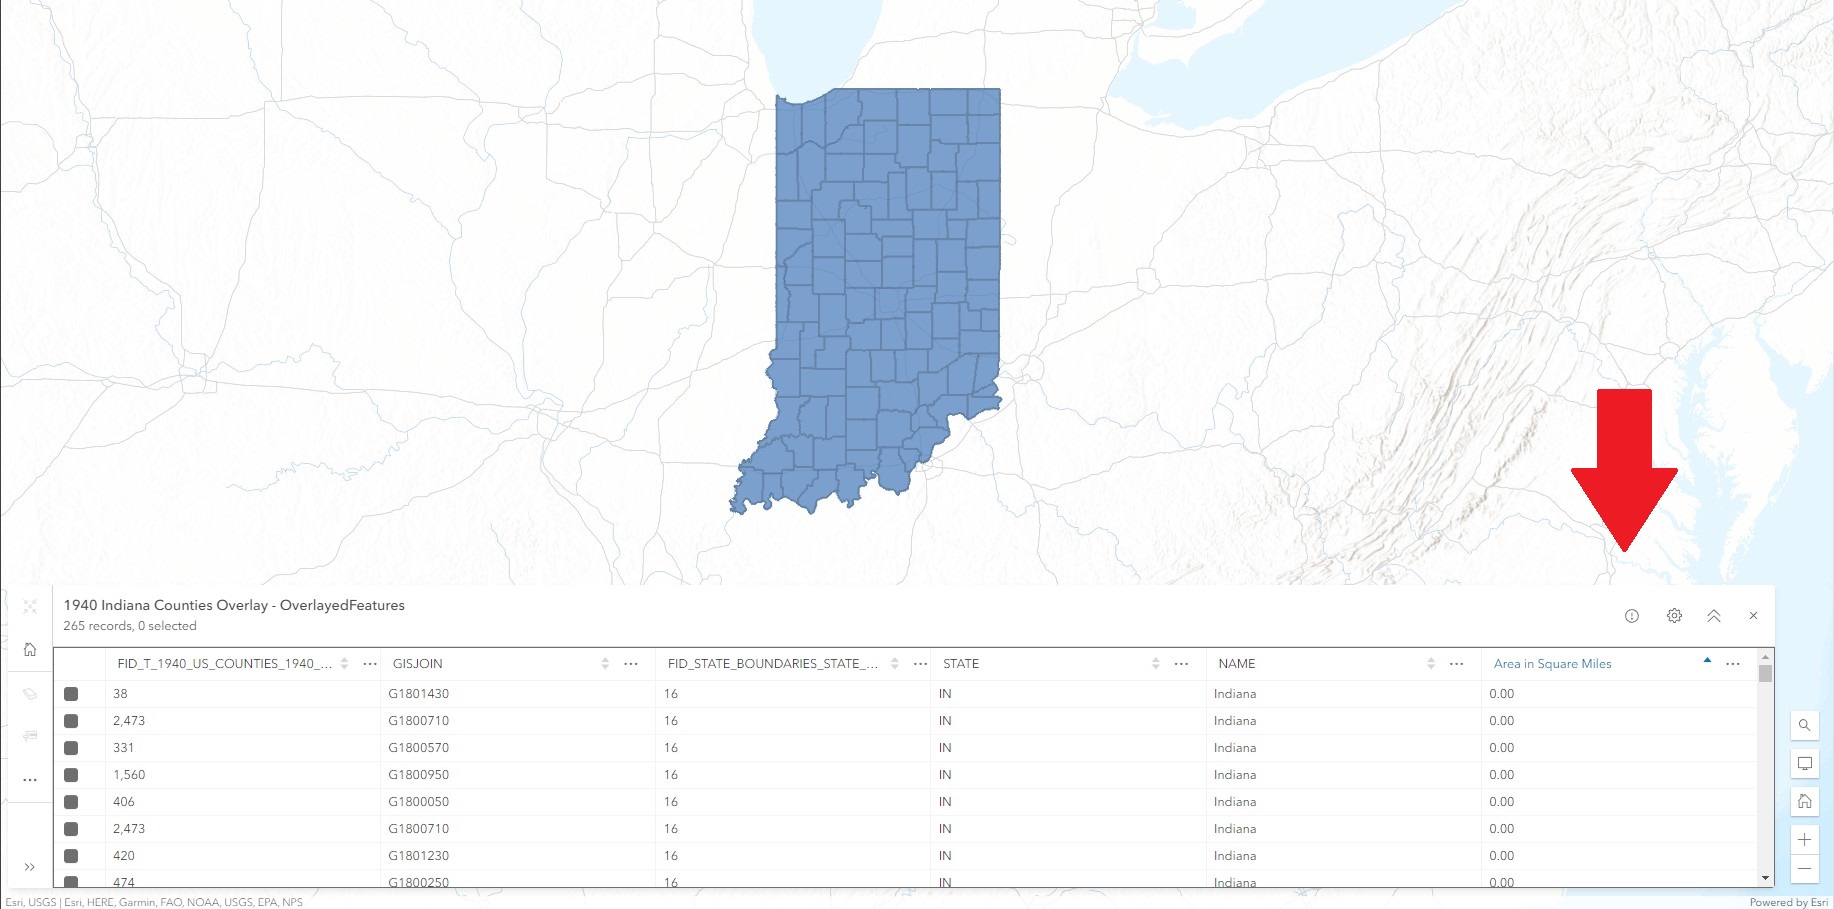 1940 Indiana Counties Overlay - OverlayedFeatures
265 records, 0 selected
FID_T_1940_US_COUNTIES_1940_... GISJOIN FID_STATE_BOUNDARIES_STATE_... STATE NAME Area in Square Miles
38 G1801430 16 IN Indiana 0.00
2,473 G1800710 16 IN Indiana 0.00
331 G1800570 16 IN Indiana 0.00
1,560 G1800950 16 IN Indiana 0.00
406 G1800050 16 IN Indiana 0.00
2,473 G1800710 16 IN Indiana 0.00
420 G1801230 16 IN Indiana 0.00
474 G1800250 16 IN Indiana 0.00
Esri, USGS | Esri, HERE, Garmin, FAO, NOAA, USGS, EPA, NPS
Powered by Esri